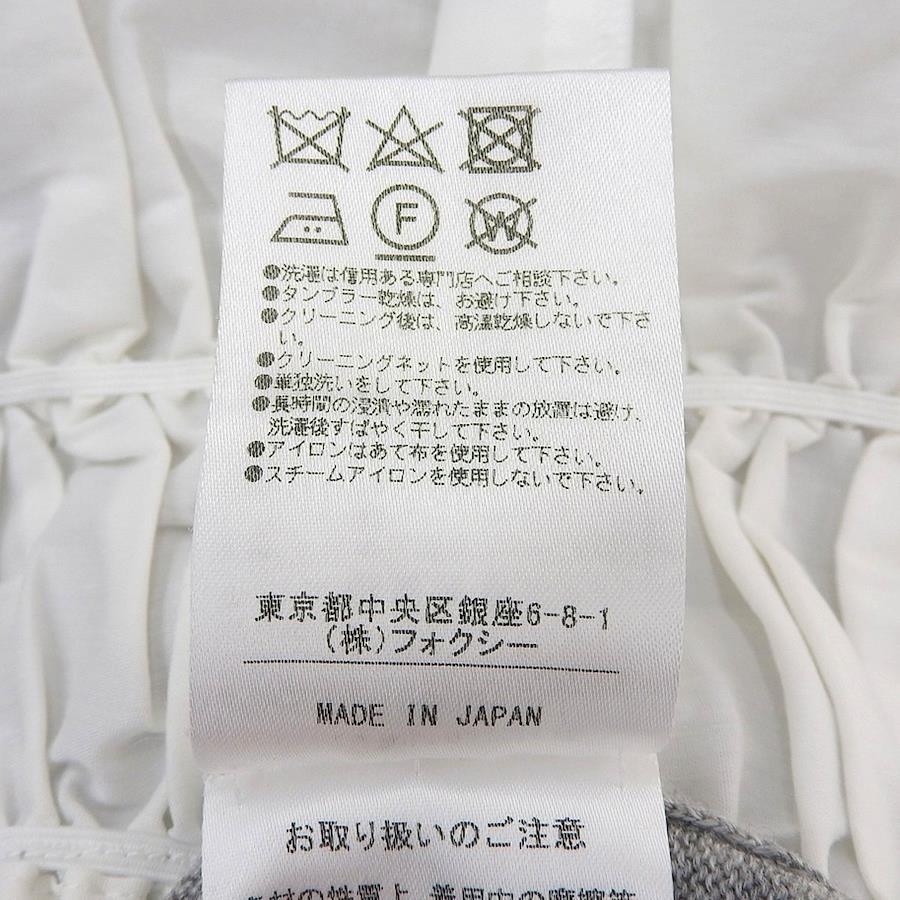 F
W
●洗濯は信用ある専門店へご相談下さい。
●タンブラー乾燥は、お避け下さい。
●クリーニング後は、高温乾燥しないで下さ
い。
●クリーニングネットを使用して下さい。
●単独洗いをして下さい。
●長時間の浸漬や濡れたままの放置は避け、
洗濯後すばやく干して下さい。
●アイロンはあて布を使用して下さい。
●スチームアイロンを使用しないで下さい。
東京都中央区銀座6-8-1
(株)フォクシー
MADE IN JAPAN
お取り扱いのご注意